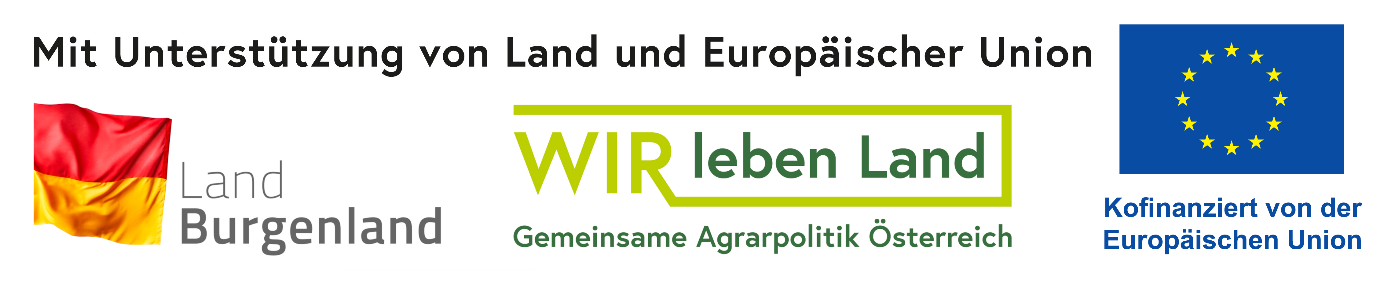 Mit Unterstützung von Land und Europäischer Union
Land
Burgenland
WIR leben Land
Gemeinsame Agrarpolitik Österreich
Kofinanziert von der
Europäischen Union